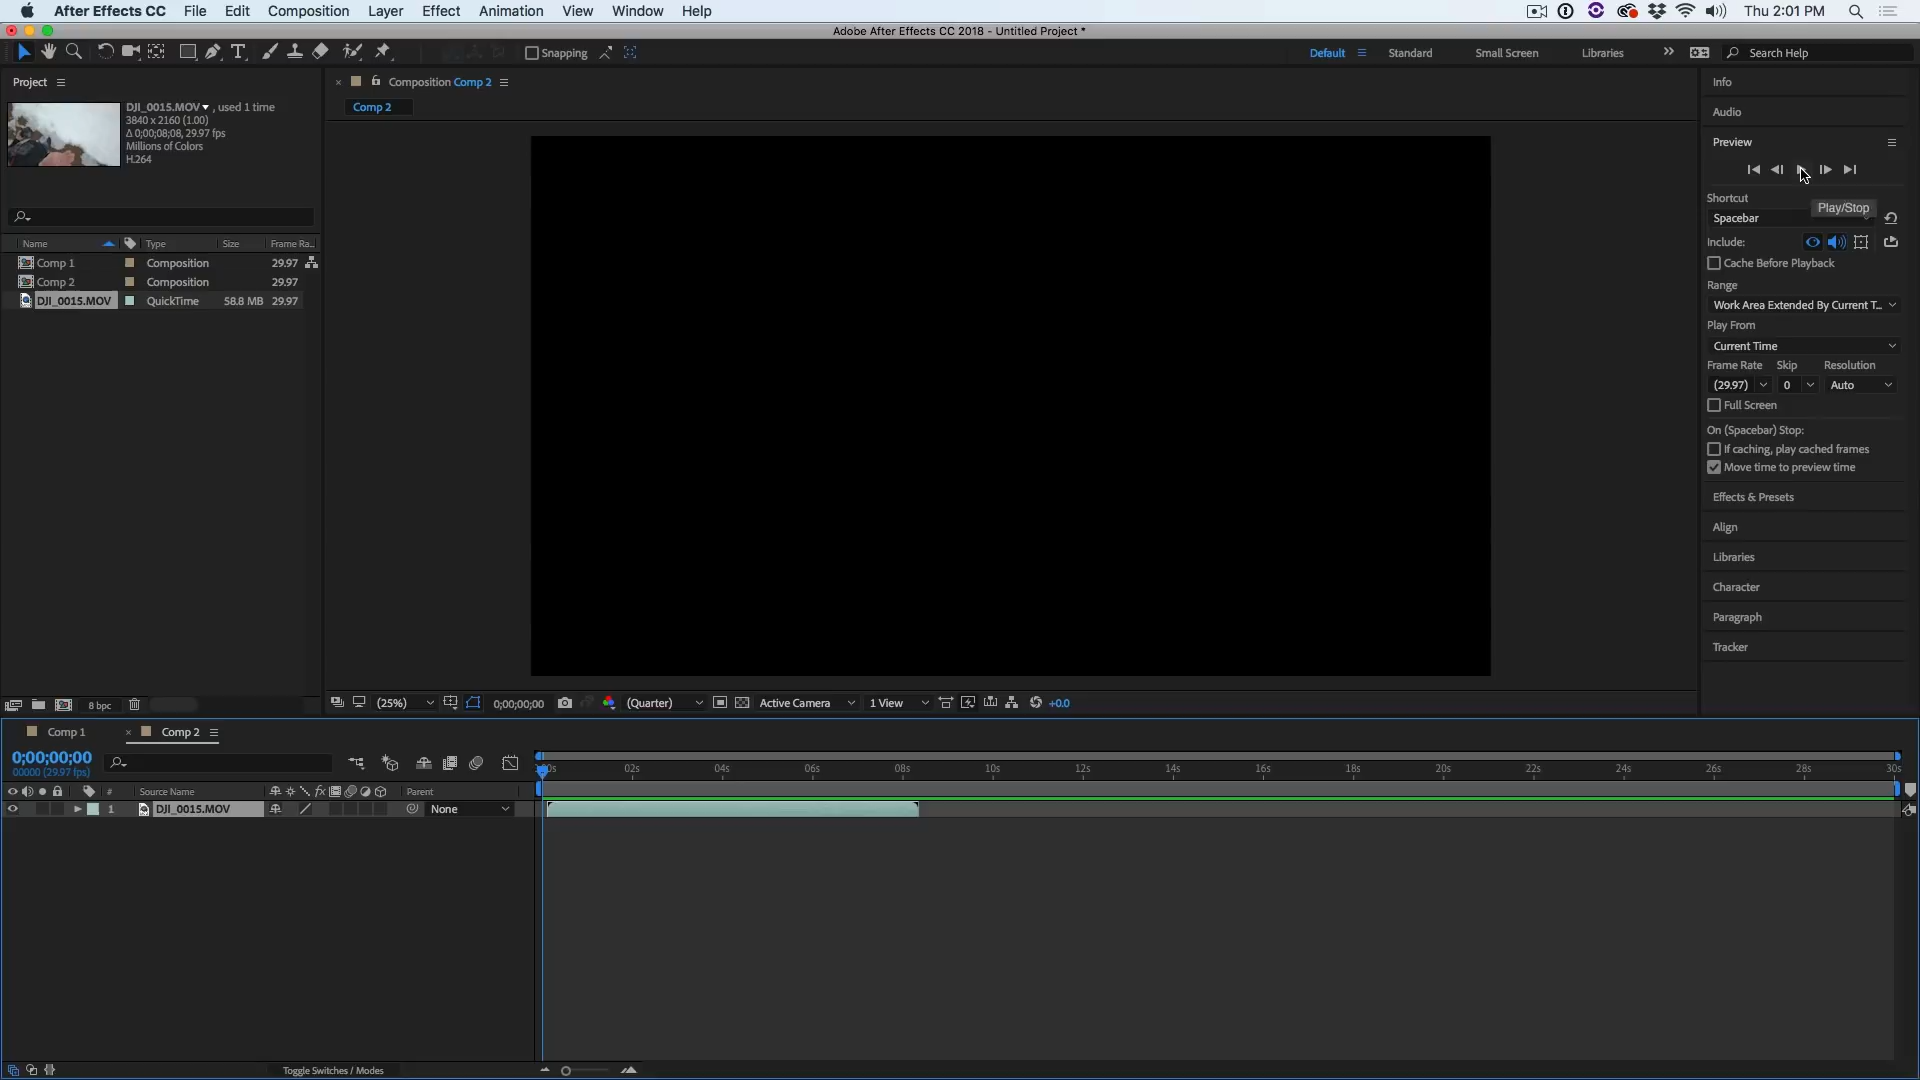 After Effects CC File Edit Composition Layer Effect Animation View Window Help Thu 2:01 PM
Adobe After Effects CC 2018 - Untitled Project *
Snapping Default Standard Small Screen Libraries Search Help
Project
Composition Comp 2
Comp 2
DJI_0015.MOV , used 1 time
3840 x 2160 (1.00)
Δ 0;00;08;08, 29.97 fps
Millions of Colors
H.264
Name Type Size Frame Ra...
Comp 1 Composition 29.97
Comp 2 Composition 29.97
DJI_0015.MOV QuickTime 58.8 MB 29.97
8 bpc
(25%) 0;00;00;00 (Quarter) Active Camera 1 View +0.0
Info
Audio
Preview
Shortcut
Play/Stop
Spacebar
Include:
Cache Before Playback
Range
Work Area Extended By Current T...
Play From
Current Time
Frame Rate Skip Resolution
(29.97) 0 Auto
Full Screen
On (Spacebar) Stop:
If caching, play cached frames
Move time to preview time
Effects & Presets
Align
Libraries
Character
Paragraph
Tracker
Comp 1 Comp 2
0;00;00;00
00000 (29.97 fps)
02s 04s 06s 08s 10s 12s 14s 16s 18s 20s 22s 24s 26s 28s 30s
# Source Name fx Parent
1 DJI_0015.MOV None
Toggle Switches / Modes